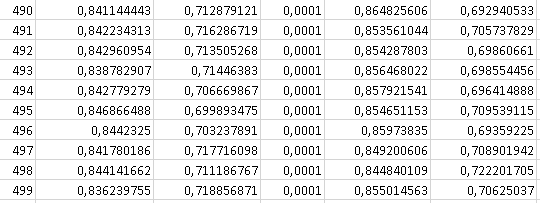 490 0,841144443 0,712879121 0,0001 0,864825606 0,692940533
491 0,842234313 0,716286719 0,0001 0,853561044 0,705737829
492 0,842960954 0,713505268 0,0001 0,854287803 0,69860661
493 0,838782907 0,71446383 0,0001 0,856468022 0,698554456
494 0,842779279 0,706669867 0,0001 0,857921541 0,696414888
495 0,846866488 0,699893475 0,0001 0,854651153 0,709539115
496 0,8442325 0,703237891 0,0001 0,85973835 0,69359225
497 0,841780186 0,717716098 0,0001 0,849200606 0,708901942
498 0,844141662 0,711186767 0,0001 0,844840109 0,722201705
499 0,836239755 0,718856871 0,0001 0,855014563 0,70625037